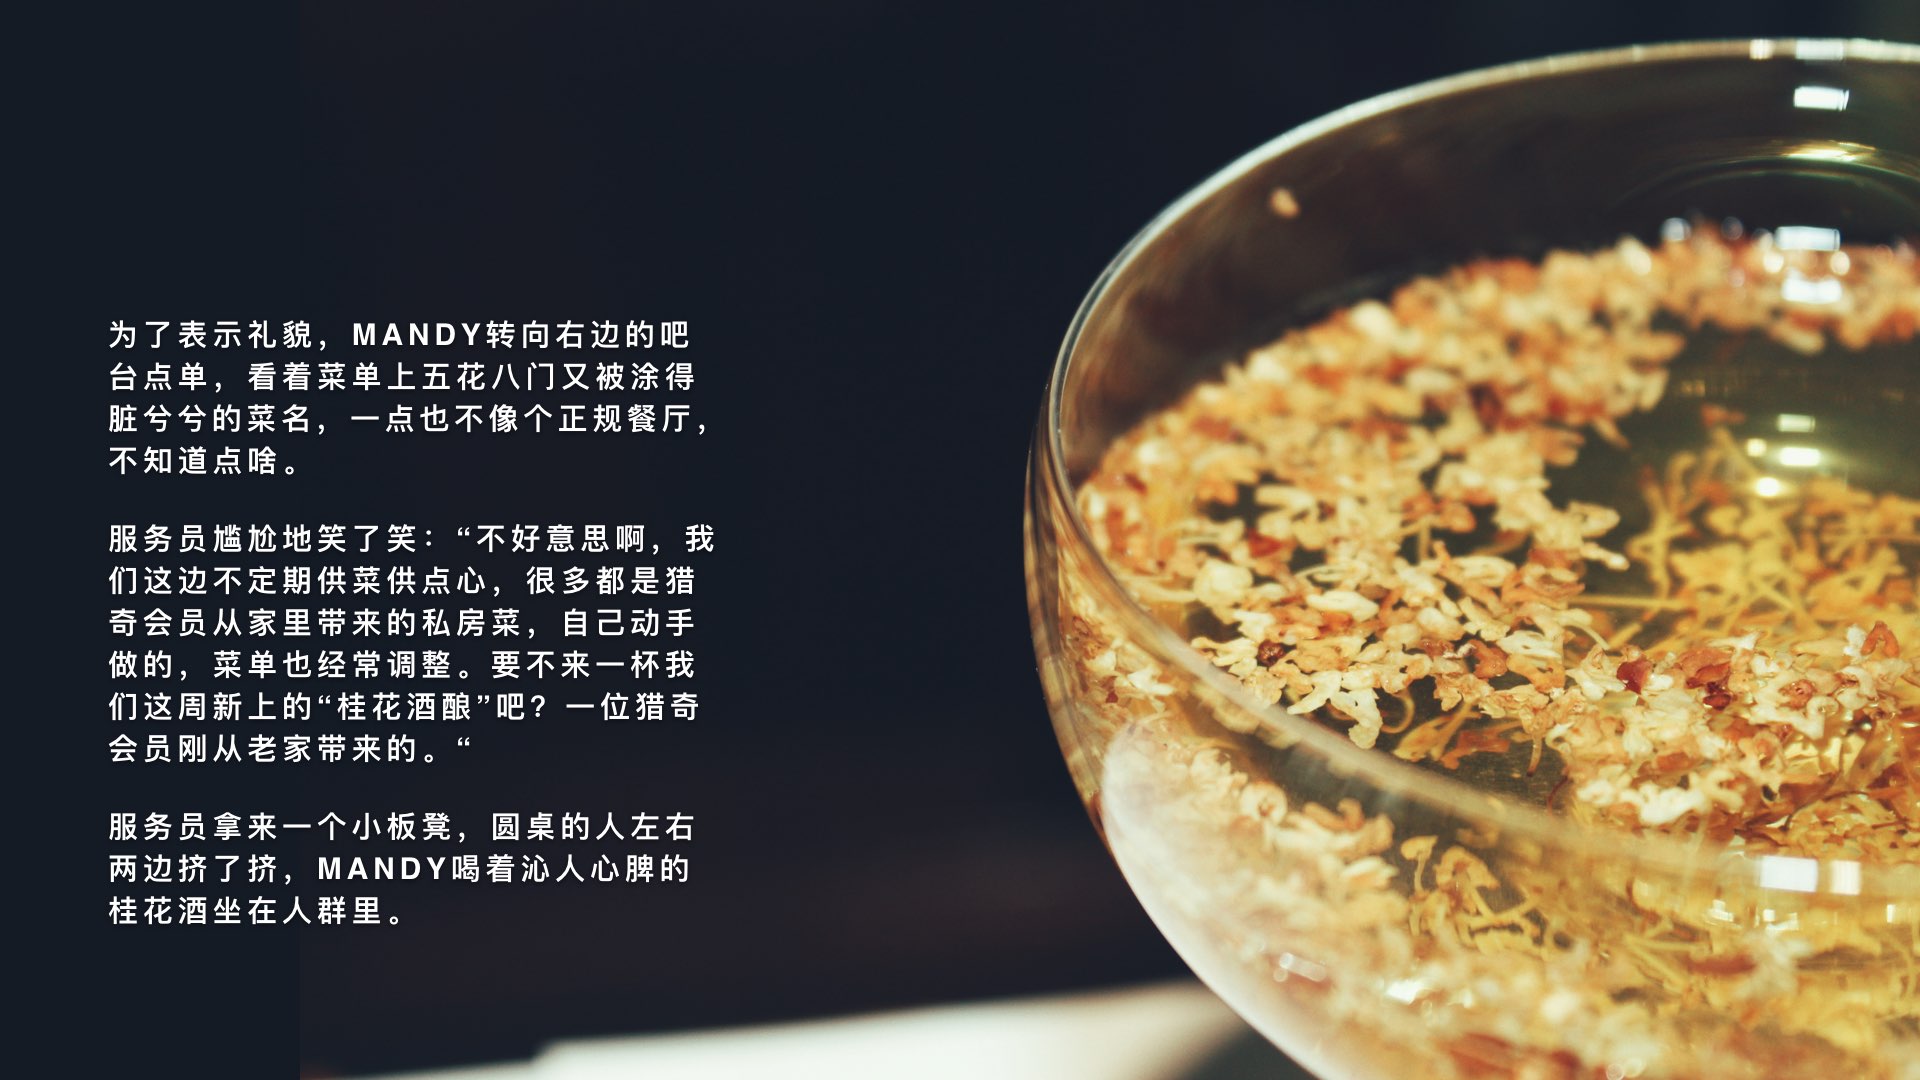 为了表示礼貌，MANDY转向右边的吧
台点单，看着菜单上五花八门又被涂得
脏兮兮的菜名，一点也不像个正规餐厅，
不知道点啥。
服务员尴尬地笑了笑：“不好意思啊，我
们这边不定期供菜供点心，很多都是猎
奇会员从家里带来的私房菜，自己动手
做的，菜单也经常调整。要不来一杯我
们这周新上的“桂花酒酿”吧？一位猎奇
会员刚从老家带来的。“
服务员拿来一个小板凳，圆桌的人左右
两边挤了挤，MANDY喝着沁人心脾的
桂花酒坐在人群里。